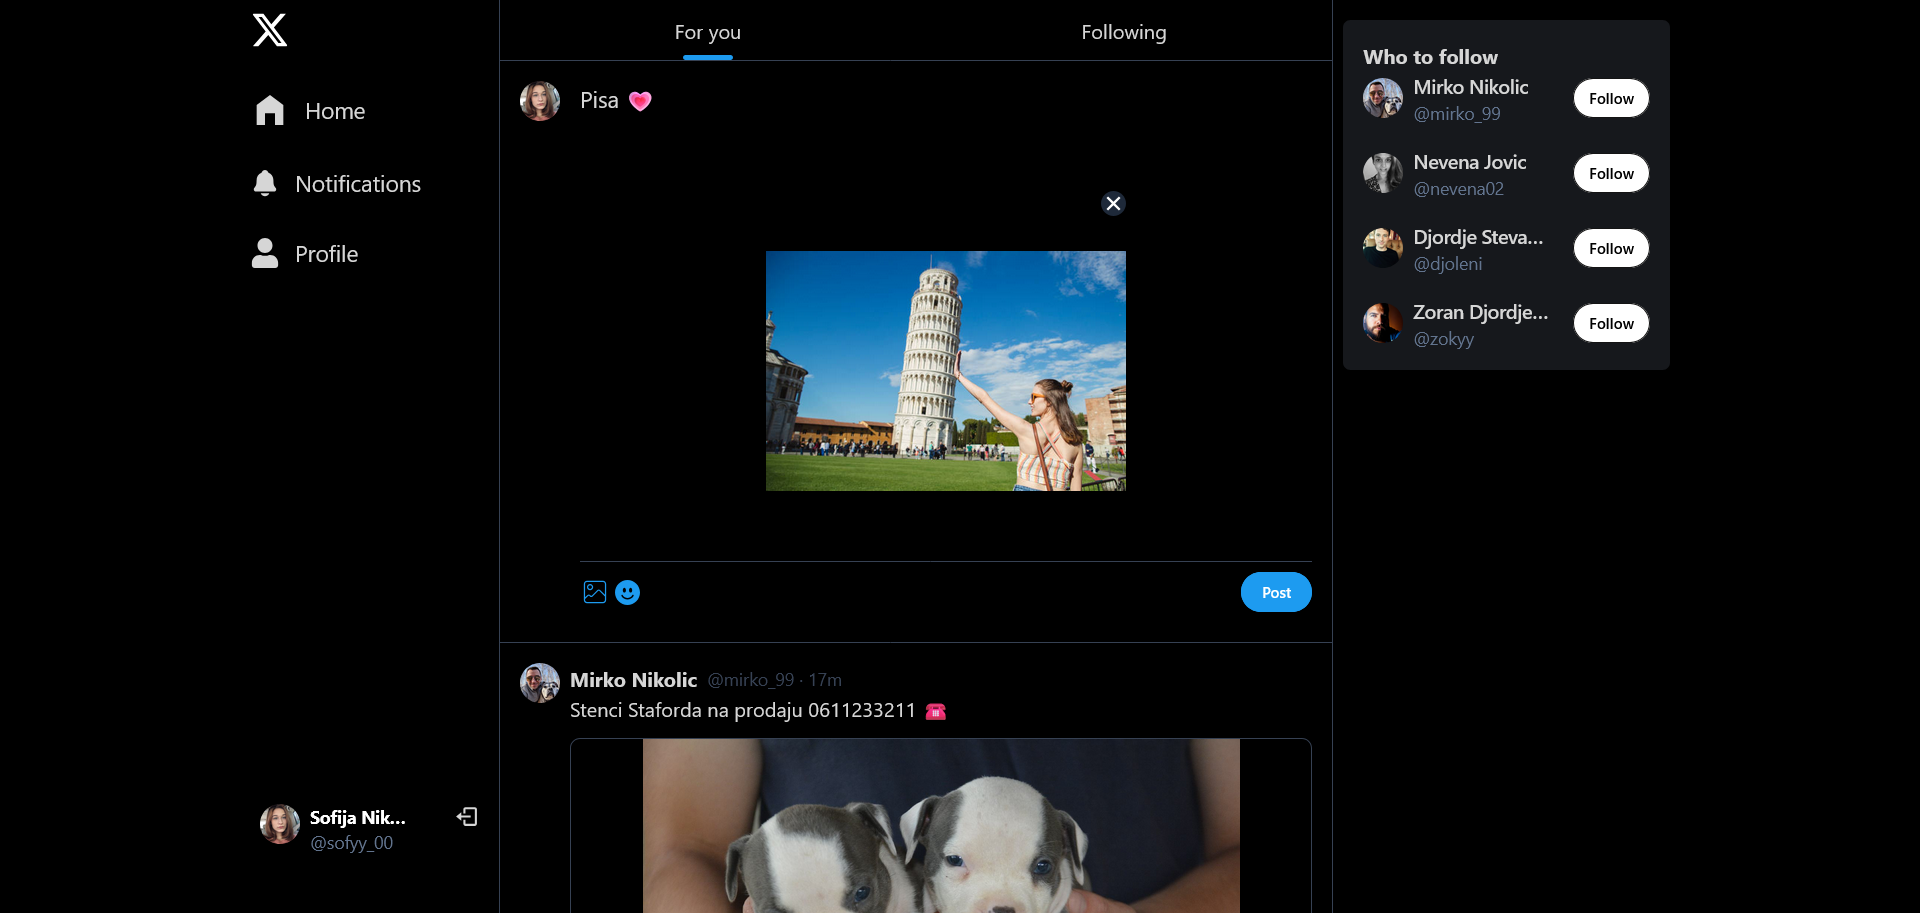 Home
Notifications
Profile
Sofija Nik...
@sofyy_00
For you
Following
Pisa
Post
Mirko Nikolic @mirko_99 · 17m
Stenci Staforda na prodaju 0611233211
Who to follow
Mirko Nikolic
@mirko_99
Follow
Nevena Jovic
@nevena02
Follow
Djordje Steva...
@djoleni
Follow
Zoran Djordje...
@zokyy
Follow